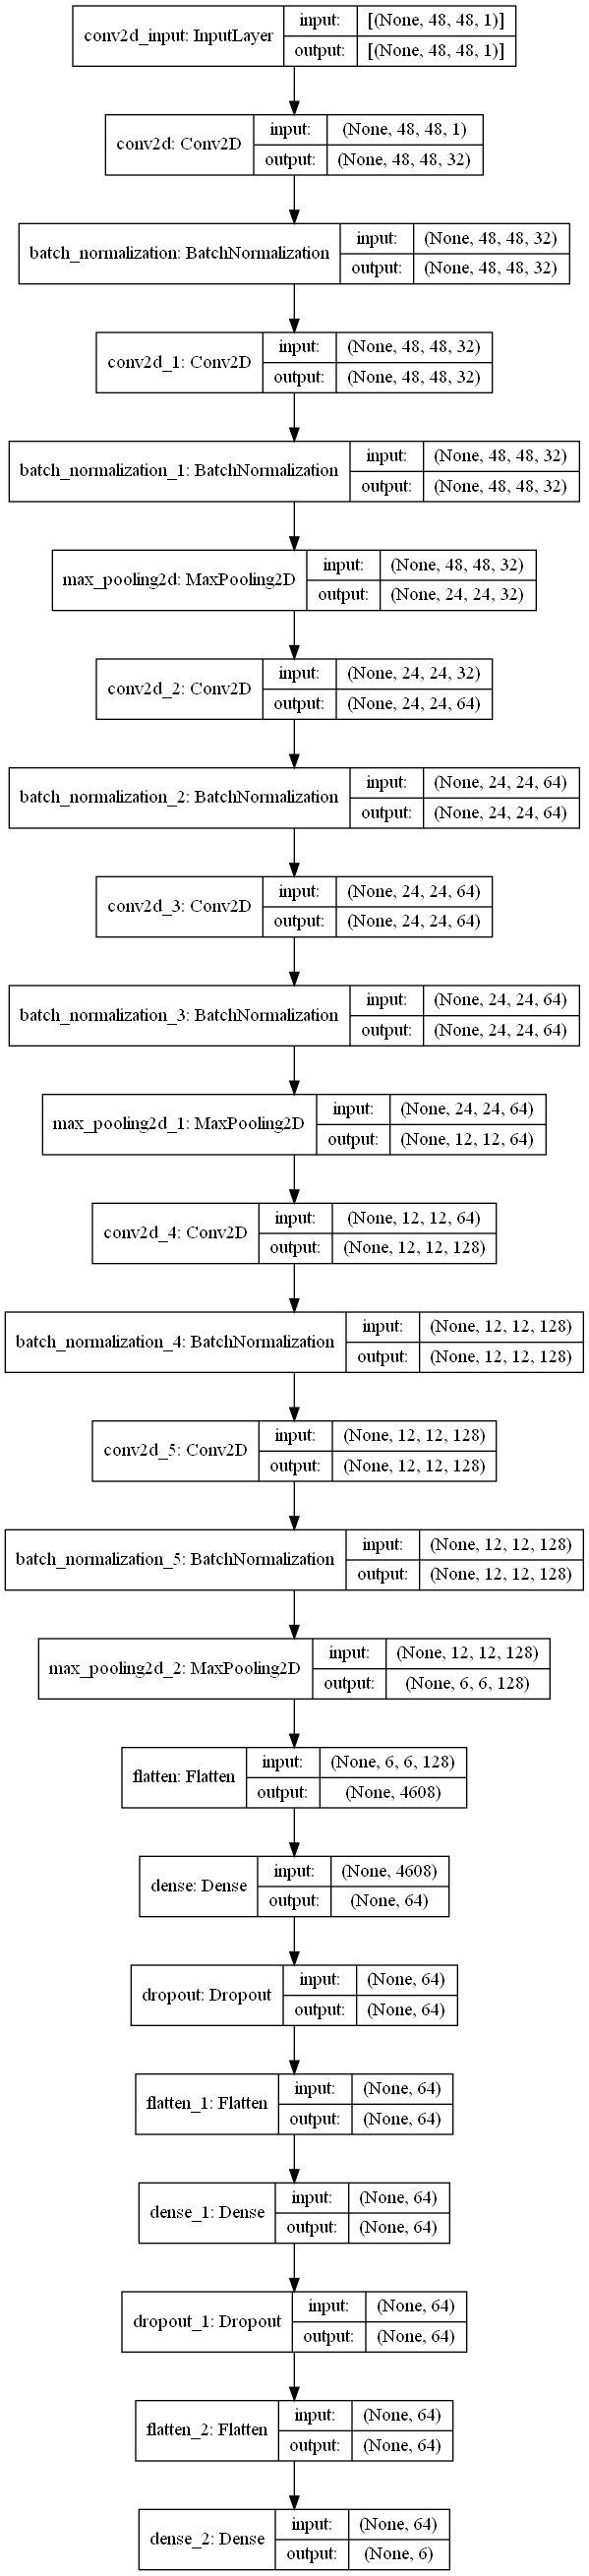 conv2d_input: InputLayer
input: [(None, 48, 48, 1)]
output: [(None, 48, 48, 1)]
conv2d: Conv2D
input: (None, 48, 48, 1)
output: (None, 48, 48, 32)
batch_normalization: BatchNormalization
input: (None, 48, 48, 32)
output: (None, 48, 48, 32)
conv2d_1: Conv2D
input: (None, 48, 48, 32)
output: (None, 48, 48, 32)
batch_normalization_1: BatchNormalization
input: (None, 48, 48, 32)
output: (None, 48, 48, 32)
max_pooling2d: MaxPooling2D
input: (None, 48, 48, 32)
output: (None, 24, 24, 32)
conv2d_2: Conv2D
input: (None, 24, 24, 32)
output: (None, 24, 24, 64)
batch_normalization_2: BatchNormalization
input: (None, 24, 24, 64)
output: (None, 24, 24, 64)
conv2d_3: Conv2D
input: (None, 24, 24, 64)
output: (None, 24, 24, 64)
batch_normalization_3: BatchNormalization
input: (None, 24, 24, 64)
output: (None, 24, 24, 64)
max_pooling2d_1: MaxPooling2D
input: (None, 24, 24, 64)
output: (None, 12, 12, 64)
conv2d_4: Conv2D
input: (None, 12, 12, 64)
output: (None, 12, 12, 128)
batch_normalization_4: BatchNormalization
input: (None, 12, 12, 128)
output: (None, 12, 12, 128)
conv2d_5: Conv2D
input: (None, 12, 12, 128)
output: (None, 12, 12, 128)
batch_normalization_5: BatchNormalization
input: (None, 12, 12, 128)
output: (None, 12, 12, 128)
max_pooling2d_2: MaxPooling2D
input: (None, 12, 12, 128)
output: (None, 6, 6, 128)
flatten: Flatten
input: (None, 6, 6, 128)
output: (None, 4608)
dense: Dense
input: (None, 4608)
output: (None, 64)
dropout: Dropout
input: (None, 64)
output: (None, 64)
flatten_1: Flatten
input: (None, 64)
output: (None, 64)
dense_1: Dense
input: (None, 64)
output: (None, 64)
dropout_1: Dropout
input: (None, 64)
output: (None, 64)
flatten_2: Flatten
input: (None, 64)
output: (None, 64)
dense_2: Dense
input: (None, 64)
output: (None, 6)